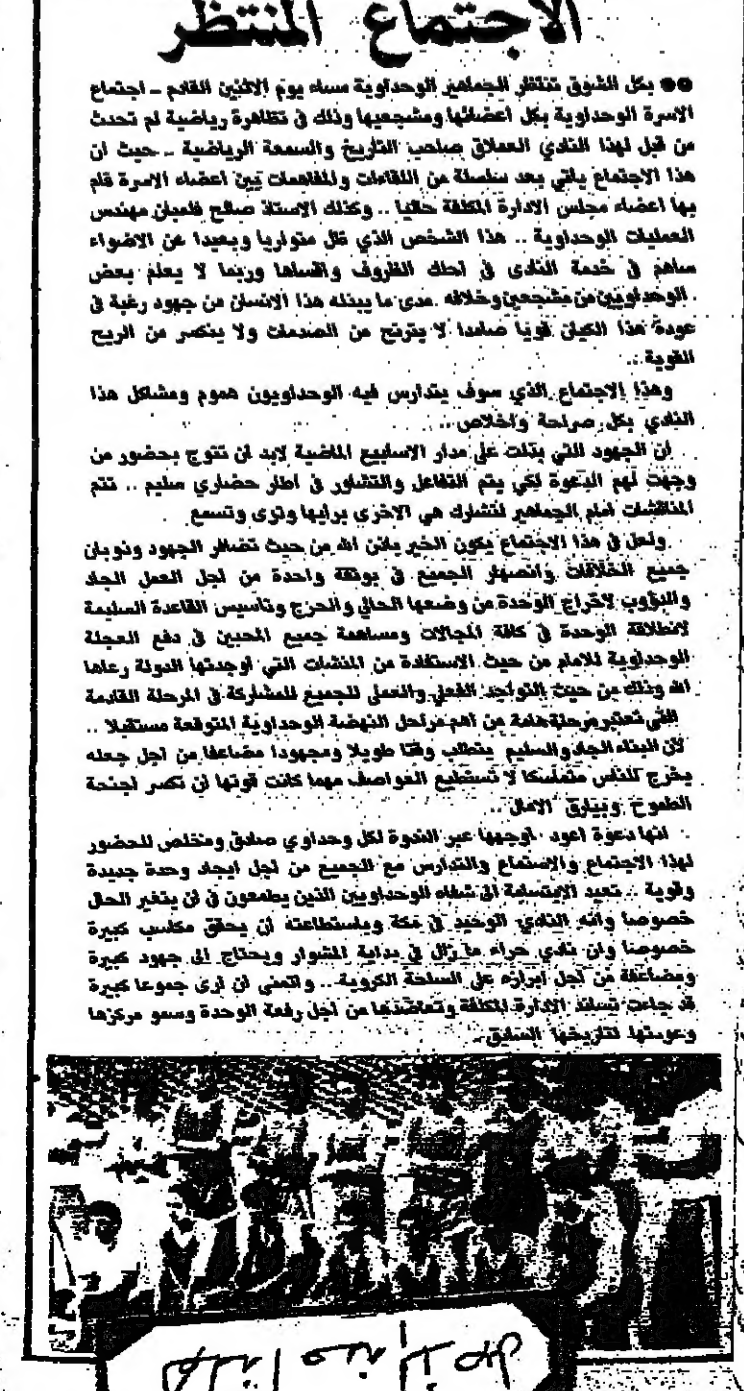 الاجتماع المنتظر
●● بكل الشوق تنتظر الجماهير الوحداوية مساء يوم الاثنين القادم ـ اجتماع
الاسرة الوحداوية بكل أعضائها ومشجعيها وذلك في تظاهرة رياضية لم تحدث
من قبل لهذا النادي العملاق صاحب التأريخ والسمعة الرياضية .. حيث ان
هذا الاجتماع ياتي بعد سلسلة من اللقاءات والمفاهمات بين اعضاء الاسرة قام
بها اعضاء مجلس الادارة المكلفة حاليا .. وكذلك الاستاذ صالح مهندس
العمليات الوحداوية .. هذا الشخص الذي ظل متواريا وبعيدا عن الاضواء
ساهم في خدمة النادى في احلك الظروف واقساها وربما لا يعلم بعض
الوحداويين من مشجعين وخلافه .. مدى ما يبذله هذا الانسان من جهود رغبة في
عودة هذا الكيان قويا صامدا لا يترنح من الصدمات ولا ينكسر من الريح
القوية ..
وهذا الاجتماع الذي سوف يتدارس فيه الوحداويون هموم ومشاكل هذا
النادي بكل صراحة واخلاص ..
ان الجهود التي بذلت على مدار الاسابيع الماضية لابد ان تتوج بحضور من
وجهت لهم الدعوة لكي يتم التفاعل والتشاور في اطار حضاري سليم .. تتم
المناقشات امام الجماهير لتشارك هي الاخرى برايها وترى وتسمع
ولعل في هذا الاجتماع يكون الخير باذن الله من حيث تضافر الجهود وذوبان
جميع الخلافات وانصهار الجميع في بوتقة واحدة من اجل العمل الجاد
والدؤوب لاخراج الوحدة من وضعها الحالي والحرج وتأسيس القاعدة السليمة
لانطلاقة الوحدة في كافة المجالات ومساهمة جميع المحبين في دفع العجلة
الوحداوية للامام من حيث الاستفادة من المنشات التي اوجدتها الدولة رعاها
الله وذلك من حيث التواجد الفعلي والعملى للجميع للمشاركة في المرحلة القادمة
التي تعتبر مرحلة هامة من اهم مراحل النهضة الوحداوية المتوقعة مستقبلا ..
لان البناء الجاد والسليم يتطلب وقتا طويلا ومجهودا مضاعفا من اجل جعله
يخرج للناس متماسكا لا تستطيع العواصف مهما كانت قوتها ان تكسر اجنحة
الطموح وبيارق الامال ..
انها دعوة اعود اوجهها عبر الندوة لكل وحداوي صادق ومخلص للحضور
لهذا الاجتماع والاستماع والتدارس مع الجميع من اجل ايجاد وحدة جديدة
وقوية .. تعيد الابتسامة الى شفاه الوحداويين الذين يطمعون في ان يتغير الحال
خصوصا وانه النادي الوحيد في مكة وباستطاعته ان يحقق مكاسب كبيرة
خصوصا وان نادي حراء ما زال في بداية المشوار ويحتاج الى جهود كبيرة
ومضاعفة من اجل ابرازه على الساحة الكروية .. واتمنى ان ارى جموعا كبيرة
قد جاءت تساند الادارة المكلفة وتعاضدها من اجل رفعة الوحدة وسمو مركزها
وعودتها لتاريخها السابق ..